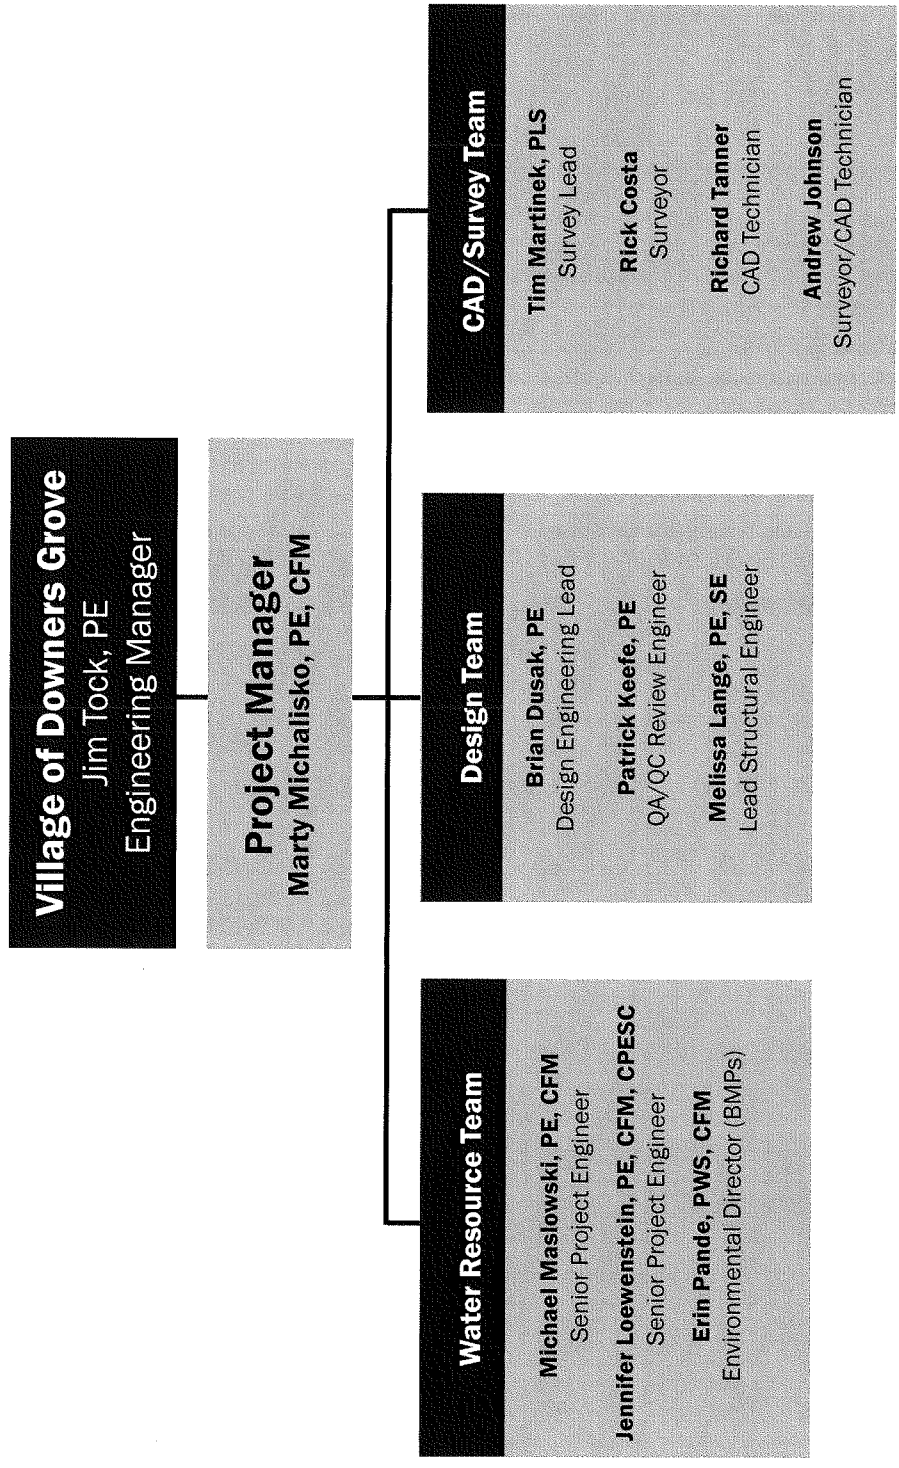 Village of Downers Grove
Jim Tock, PE
Engineering Manager
Project Manager
Marty Michalisko, PE, CFM
Water Resource Team
Michael Maslowski, PE, CFM
Senior Project Engineer
Jennifer Loewenstein, PE, CFM, CPESC
Senior Project Engineer
Erin Pande, PWS, CFM
Environmental Director (BMPs)
Design Team
Brian Dusak, PE
Design Engineering Lead
Patrick Keefe, PE
QA/QC Review Engineer
Melissa Lange, PE, SE
Lead Structural Engineer
CAD/Survey Team
Tim Martinek, PLS
Survey Lead
Rick Costa
Surveyor
Richard Tanner
CAD Technician
Andrew Johnson
Surveyor/CAD Technician